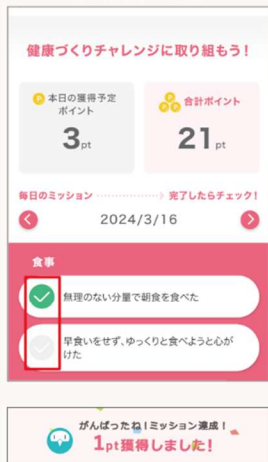 健康づくりチャレンジに取り組もう!
P 本日の獲得予定
ポイント
3pt
P P P 合計ポイント
21pt
毎日のミッション 完了したらチェック!
2024/3/16
食事
無理のない分量で朝食を食べた
早食いをせず、ゆっくりと食べようと心が
けた
がんばったね!ミッション達成!
1pt獲得しました!